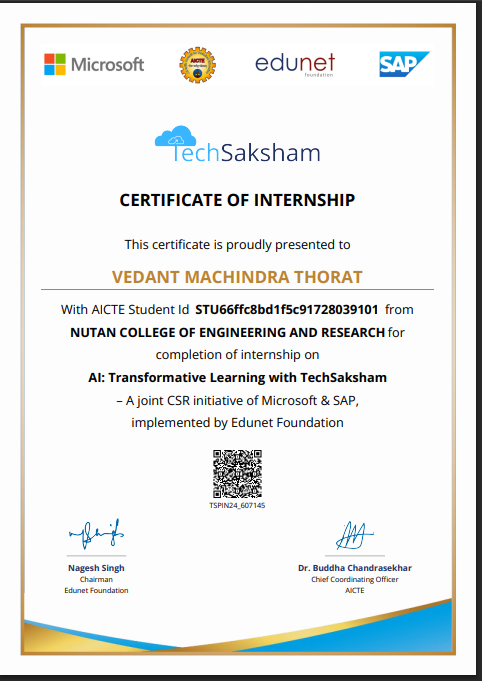 Microsoft
AICTE
edunet
foundation
SAP
TechSaksham
CERTIFICATE OF INTERNSHIP
This certificate is proudly presented to
VEDANT MACHINDRA THORAT
With AICTE Student Id STU66ffc8bd1f5c91728039101 from
NUTAN COLLEGE OF ENGINEERING AND RESEARCH for
completion of internship on
AI: Transformative Learning with TechSaksham
– A joint CSR initiative of Microsoft & SAP,
implemented by Edunet Foundation
TSPIN24_607145
Nagesh Singh
Chairman
Edunet Foundation
Dr. Buddha Chandrasekhar
Chief Coordinating Officer
AICTE